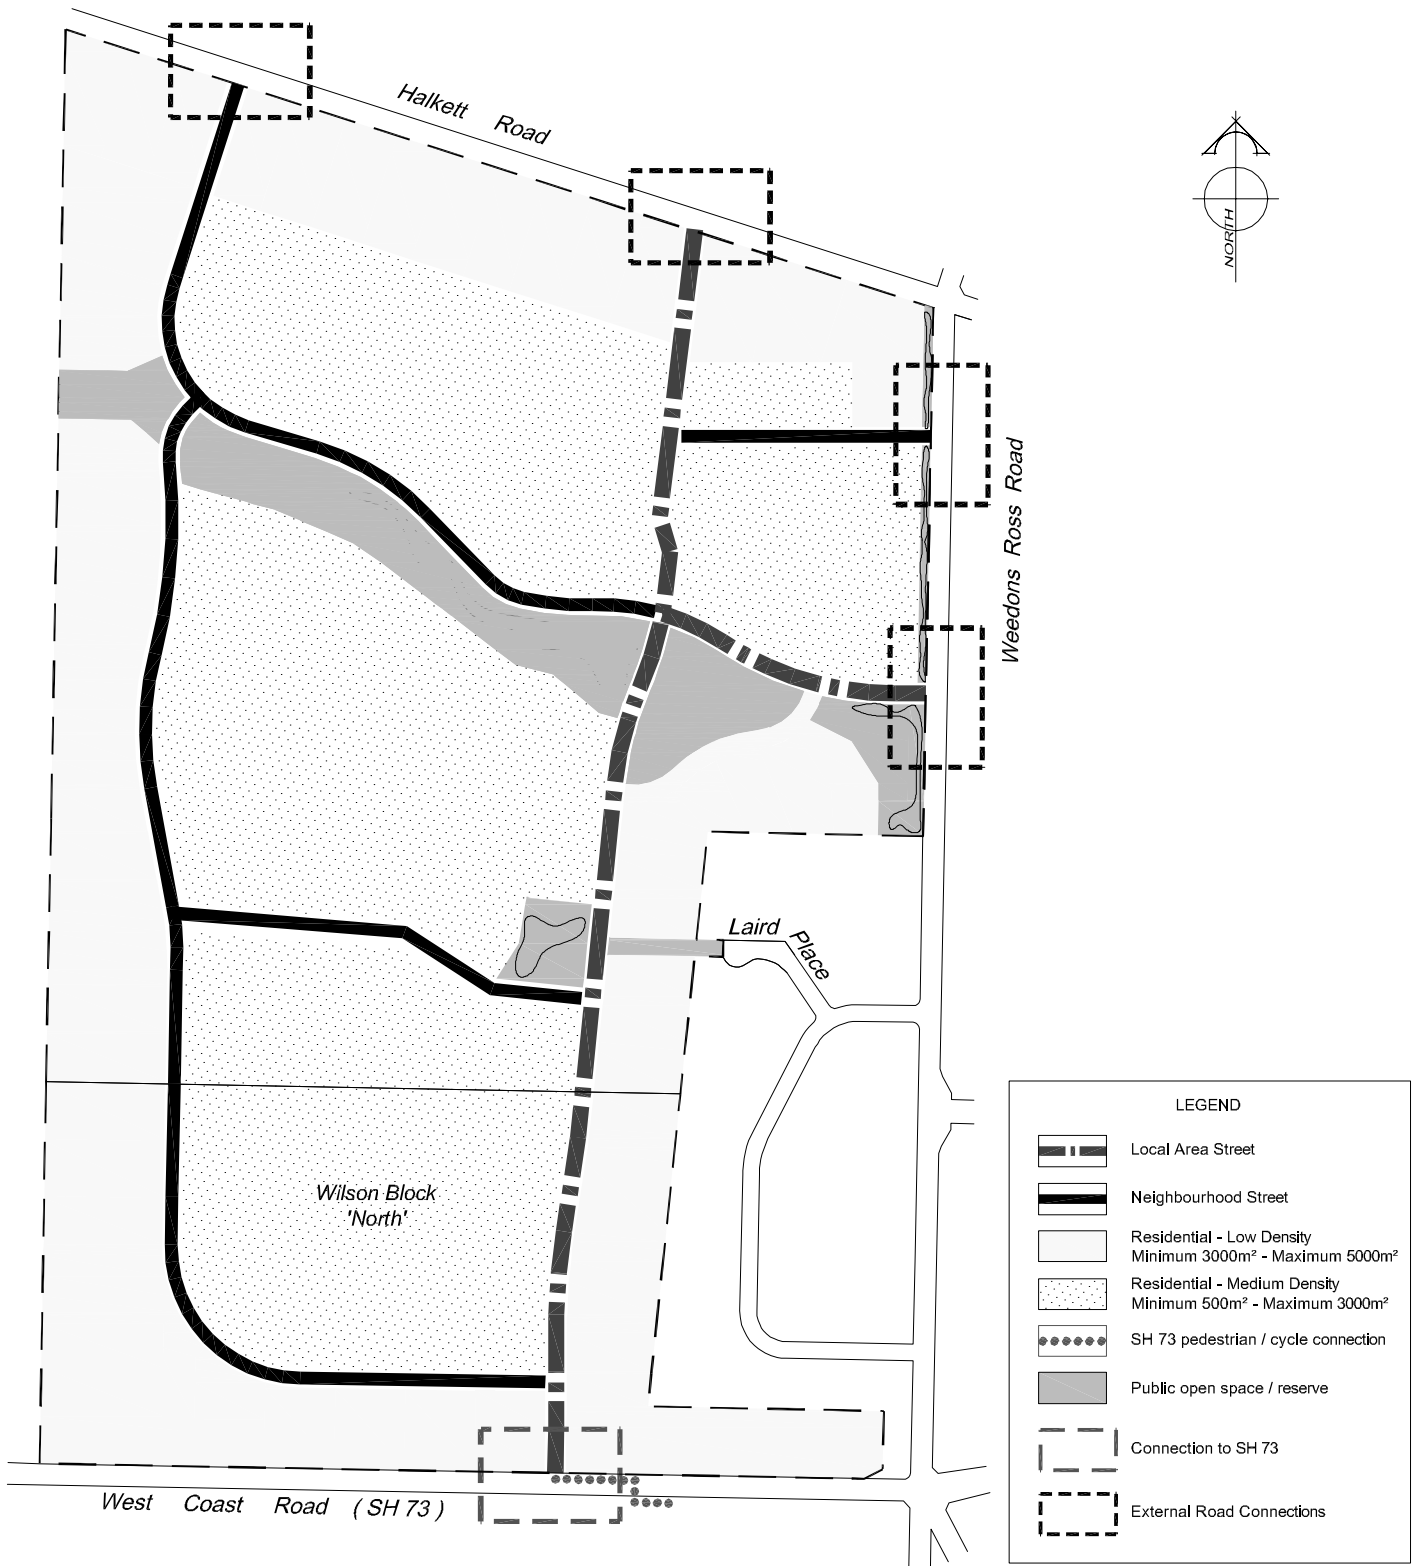 Halkett Road
NORTH
Weedons Ross Road
Laird Place
Wilson Block
'North'
West Coast Road ( SH 73 )
LEGEND
Local Area Street
Neighbourhood Street
Residential - Low Density
Minimum 3000m² - Maximum 5000m²
Residential - Medium Density
Minimum 500m² - Maximum 3000m²
SH 73 pedestrian / cycle connection
Public open space / reserve
Connection to SH 73
External Road Connections